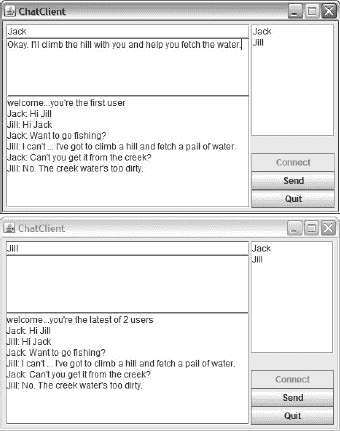 ChatClient
Jack
Okay. I'll climb the hill with you and help you fetch the water.
Jack
Jill
welcome...you're the first user
Jack: Hi Jill
Jill: Hi Jack
Jack: Want to go fishing?
Jill: I can't ... I've got to climb a hill and fetch a pail of water.
Jack: Can't you get it from the creek?
Jill: No. The creek water's too dirty.
Connect
Send
Quit
ChatClient
Jill
Jack
Jill
welcome...you're the latest of 2 users
Jack: Hi Jill
Jill: Hi Jack
Jack: Want to go fishing?
Jill: I can't ... I've got to climb a hill and fetch a pail of water.
Jack: Can't you get it from the creek?
Jill: No. The creek water's too dirty.
Connect
Send
Quit